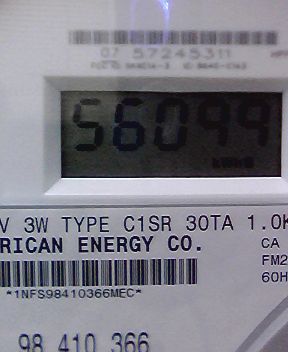 07 57245311
56099
kWh
V 3W TYPE C1SR 30TA 1.0K
RICAN ENERGY CO. CA
FM2
*1NFS98410366MEC* 60H
98 410 366